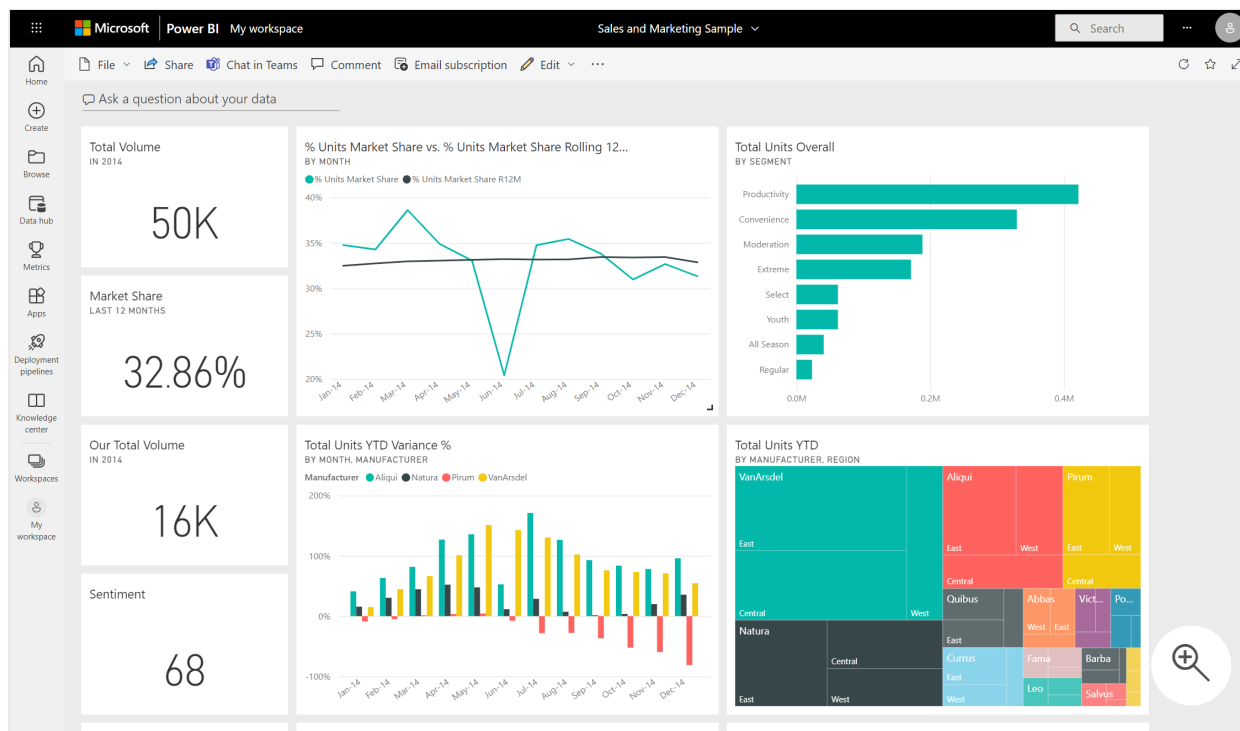 Microsoft Power BI My workspace Sales and Marketing Sample Search ...
File Share Chat in Teams Comment Email subscription Edit ...
Home
Create
Browse
Data hub
Metrics
Apps
Deployment
pipelines
Knowledge
center
Workspaces
My
workspace
Ask a question about your data
Total Volume
IN 2014
50K
Market Share
LAST 12 MONTHS
32.86%
Our Total Volume
IN 2014
16K
Sentiment
68
% Units Market Share vs. % Units Market Share Rolling 12...
BY MONTH
% Units Market Share % Units Market Share R12M
40%
35%
30%
25%
20%
Jan-14 Feb-14 Mar-14 Apr-14 May-14 Jun-14 Jul-14 Aug-14 Sep-14 Oct-14 Nov-14 Dec-14
Total Units Overall
BY SEGMENT
Productivity
Convenience
Moderation
Extreme
Select
Youth
All Season
Regular
0.0M 0.2M 0.4M
Total Units YTD Variance %
BY MONTH, MANUFACTURER
Manufacturer Aliqui Natura Pirum VanArsdel
200%
100%
0%
-100%
Jan-14 Feb-14 Mar-14 Apr-14 May-14 Jun-14 Jul-14 Aug-14 Sep-14 Oct-14 Nov-14 Dec-14
Total Units YTD
BY MANUFACTURER, REGION
VanArsdel
East
Central West
Natura
Central
East West
Aliqui
East West
Central
Pirum
East West
Central
Quibus
East
Abbas
West East
Vict...
Po...
Currus
East
West
Fama
Leo
Barba
Salvus